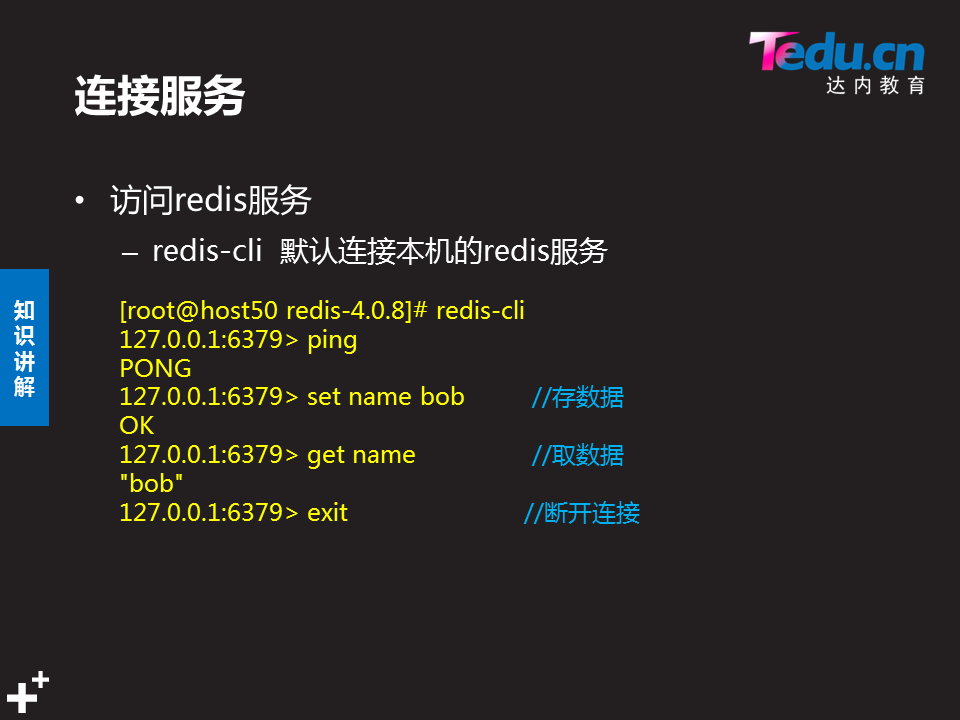 Tedu.cn
达内教育
连接服务
• 访问redis服务
– redis-cli 默认连接本机的redis服务
知识讲解
[root@host50 redis-4.0.8]# redis-cli
127.0.0.1:6379> ping
PONG
127.0.0.1:6379> set name bob //存数据
OK
127.0.0.1:6379> get name //取数据
"bob"
127.0.0.1:6379> exit //断开连接